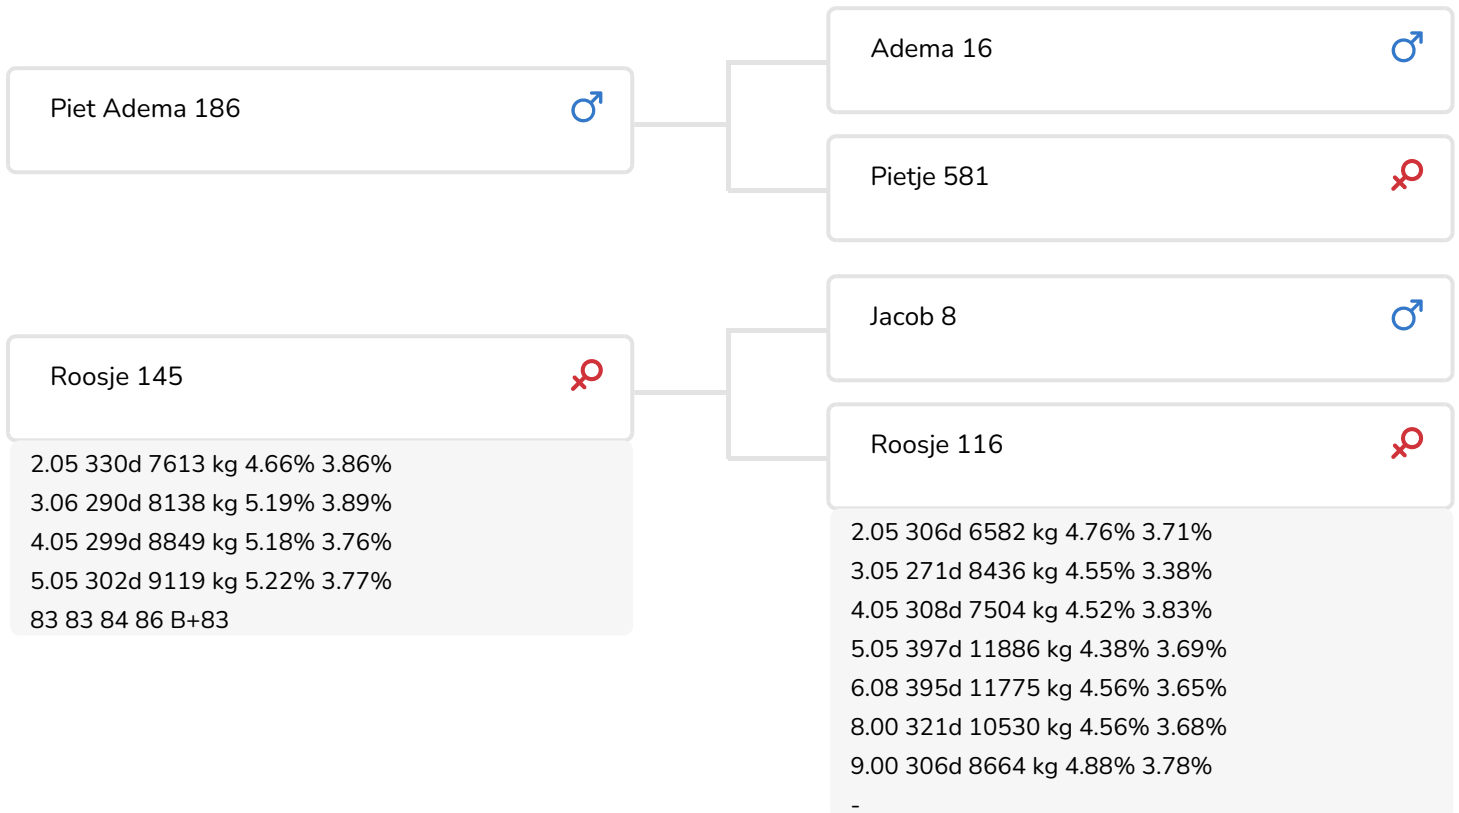 Adema 16
Piet Adema 186
Pietje 581
Jacob 8
Roosje 145
2.05 330d 7613 kg 4.66% 3.86%
3.06 290d 8138 kg 5.19% 3.89%
4.05 299d 8849 kg 5.18% 3.76%
5.05 302d 9119 kg 5.22% 3.77%
83 83 84 86 B+83
Roosje 116
2.05 306d 6582 kg 4.76% 3.71%
3.05 271d 8436 kg 4.55% 3.38%
4.05 308d 7504 kg 4.52% 3.83%
5.05 397d 11886 kg 4.38% 3.69%
6.08 395d 11775 kg 4.56% 3.65%
8.00 321d 10530 kg 4.56% 3.68%
9.00 306d 8664 kg 4.88% 3.78%
-